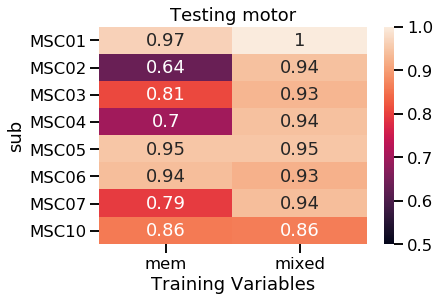 Testing motor
MSC01 0.97 1 1.0
MSC02 0.64 0.94 0.9
MSC03 0.81 0.93
MSC04 0.7 0.94 0.8
sub
MSC05 0.95 0.95 0.7
MSC06 0.94 0.93
MSC07 0.79 0.94 0.6
MSC10 0.86 0.86 0.5
mem mixed
Training Variables